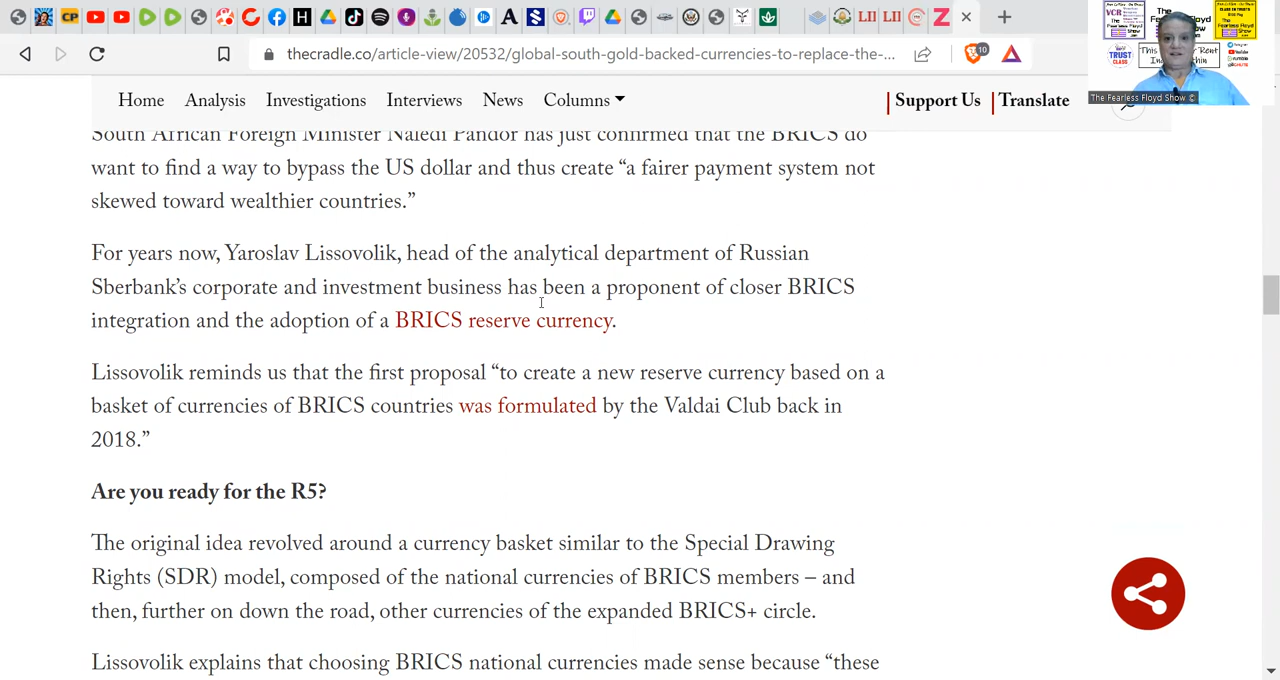 thecradle.co/article-view/20532/global-south-gold-backed-currencies-to-replace-the-...
10
The Fearless Floyd Show ©
Home Analysis Investigations Interviews News Columns Support Us Translate
South African Foreign Minister Naledi Pandor has just confirmed that the BRICS do
want to find a way to bypass the US dollar and thus create “a fairer payment system not
skewed toward wealthier countries.”
For years now, Yaroslav Lissovolik, head of the analytical department of Russian
Sberbank’s corporate and investment business has been a proponent of closer BRICS
integration and the adoption of a BRICS reserve currency.
Lissovolik reminds us that the first proposal “to create a new reserve currency based on a
basket of currencies of BRICS countries was formulated by the Valdai Club back in
2018.”
Are you ready for the R5?
The original idea revolved around a currency basket similar to the Special Drawing
Rights (SDR) model, composed of the national currencies of BRICS members – and
then, further on down the road, other currencies of the expanded BRICS+ circle.
Lissovolik explains that choosing BRICS national currencies made sense because “these